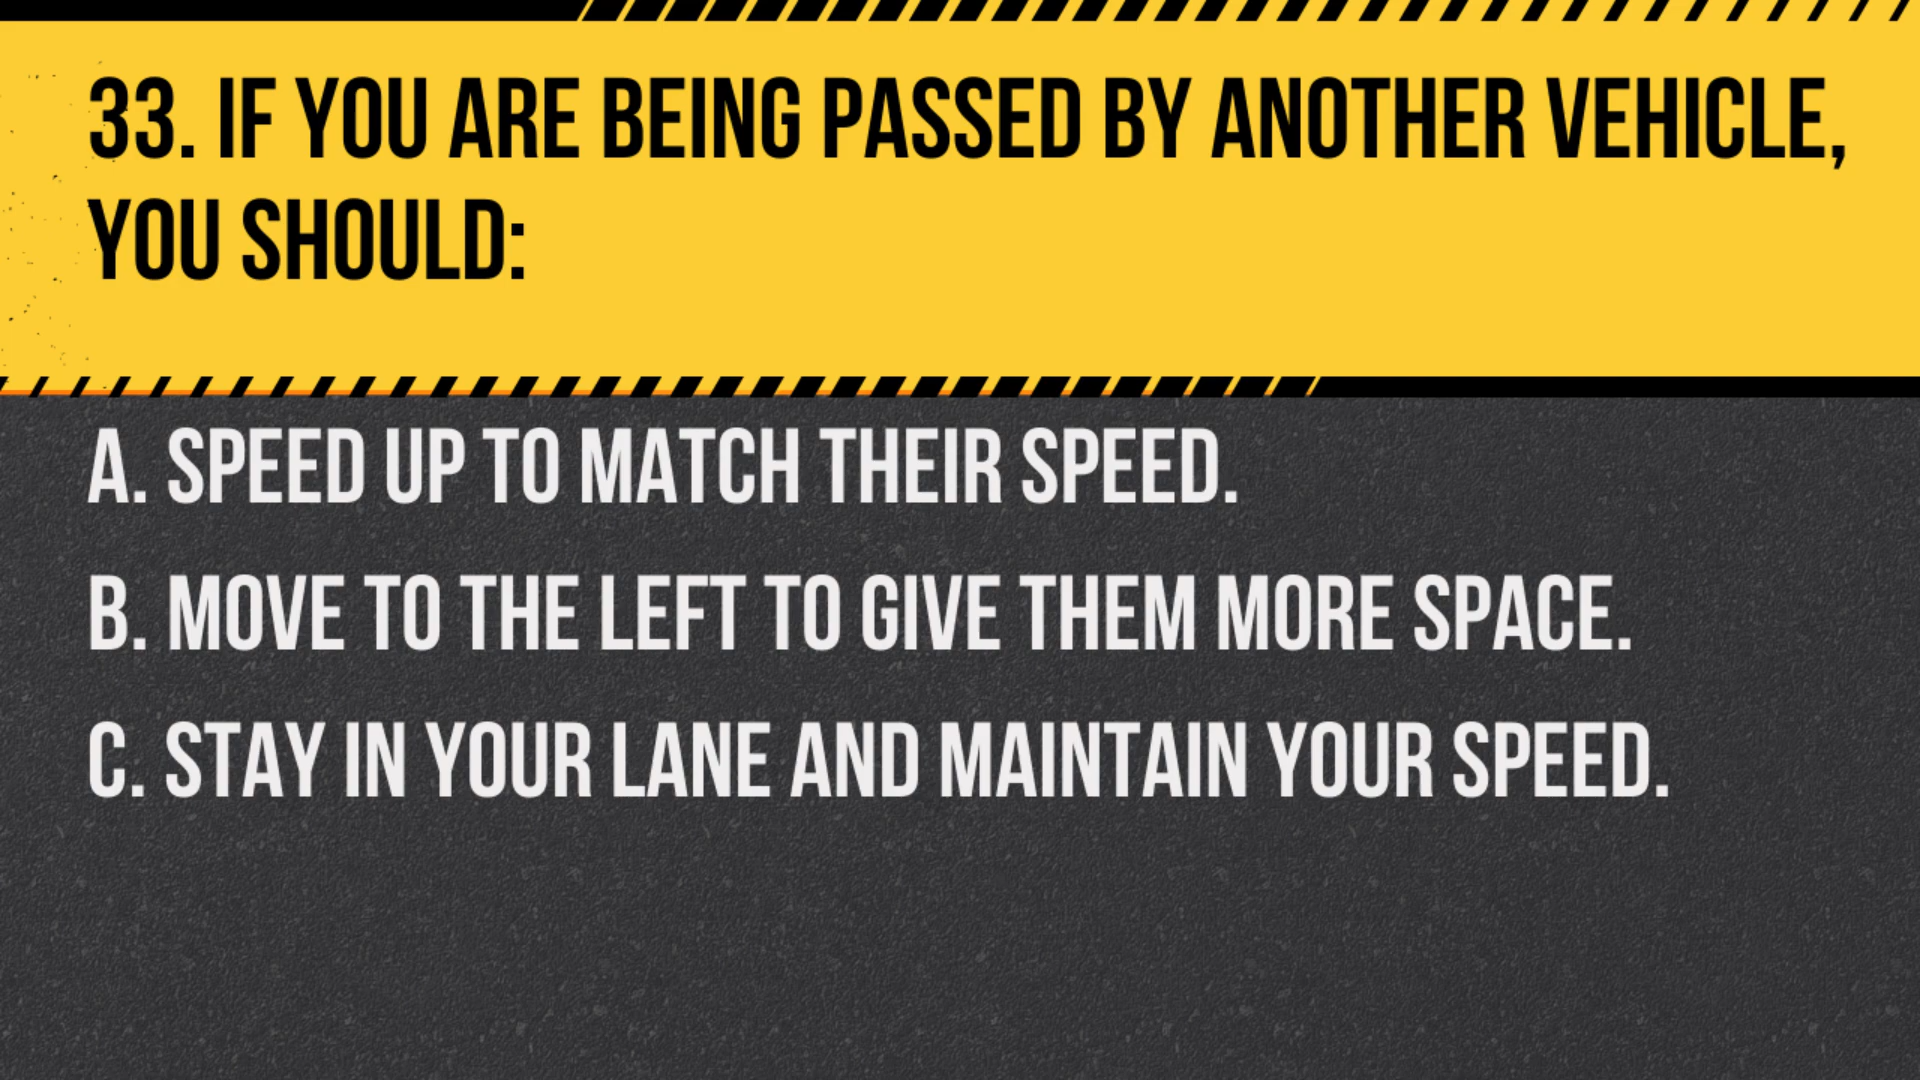 33. IF YOU ARE BEING PASSED BY ANOTHER VEHICLE,
YOU SHOULD:
A. SPEED UP TO MATCH THEIR SPEED.
B. MOVE TO THE LEFT TO GIVE THEM MORE SPACE.
C. STAY IN YOUR LANE AND MAINTAIN YOUR SPEED.